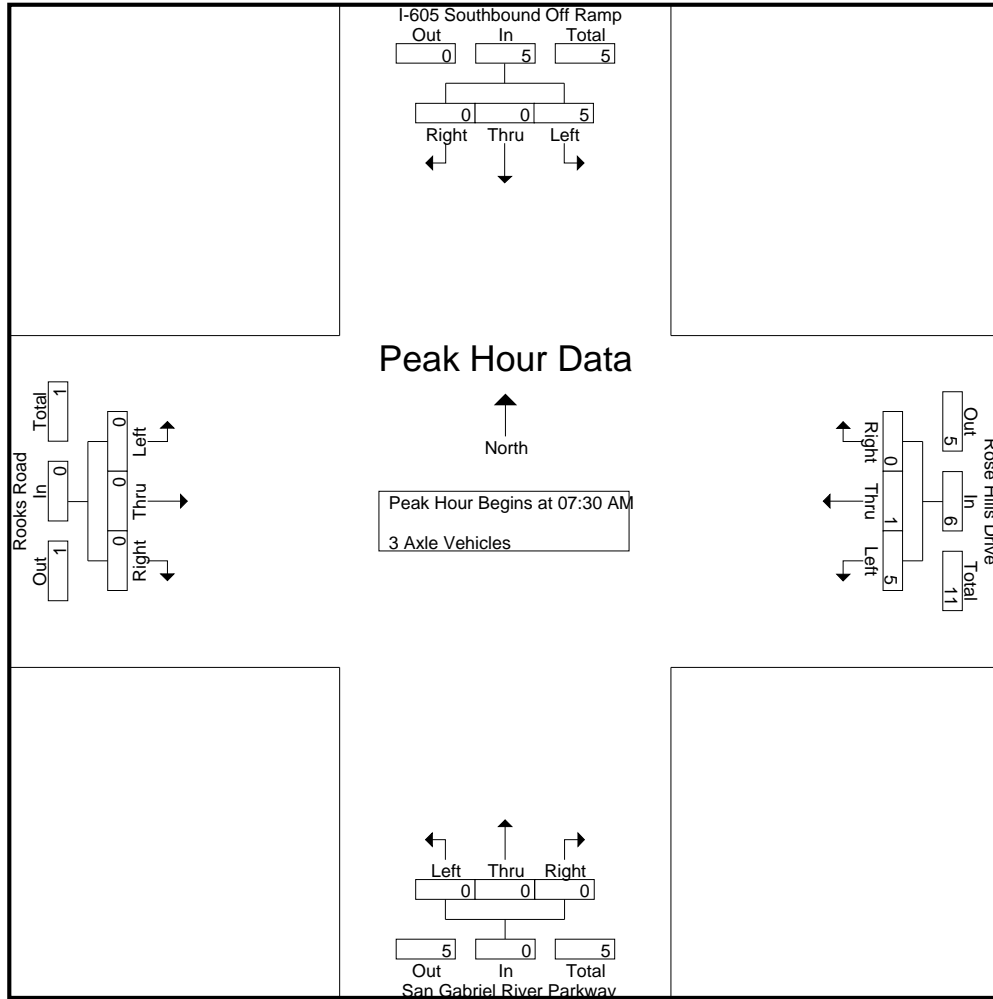 I-605 Southbound Off Ramp
Out In Total
0 5 5
0 0 5
Right Thru Left
Peak Hour Data
North
Peak Hour Begins at 07:30 AM
3 Axle Vehicles
Rooks Road
Out In Total
1 0 1
0 0 0
Right Thru Left
Rose Hills Drive
Out In Total
5 6 11
Right Thru Left
0 1 5
Left Thru Right
0 0 0
5 0 5
Out In Total
San Gabriel River Parkway